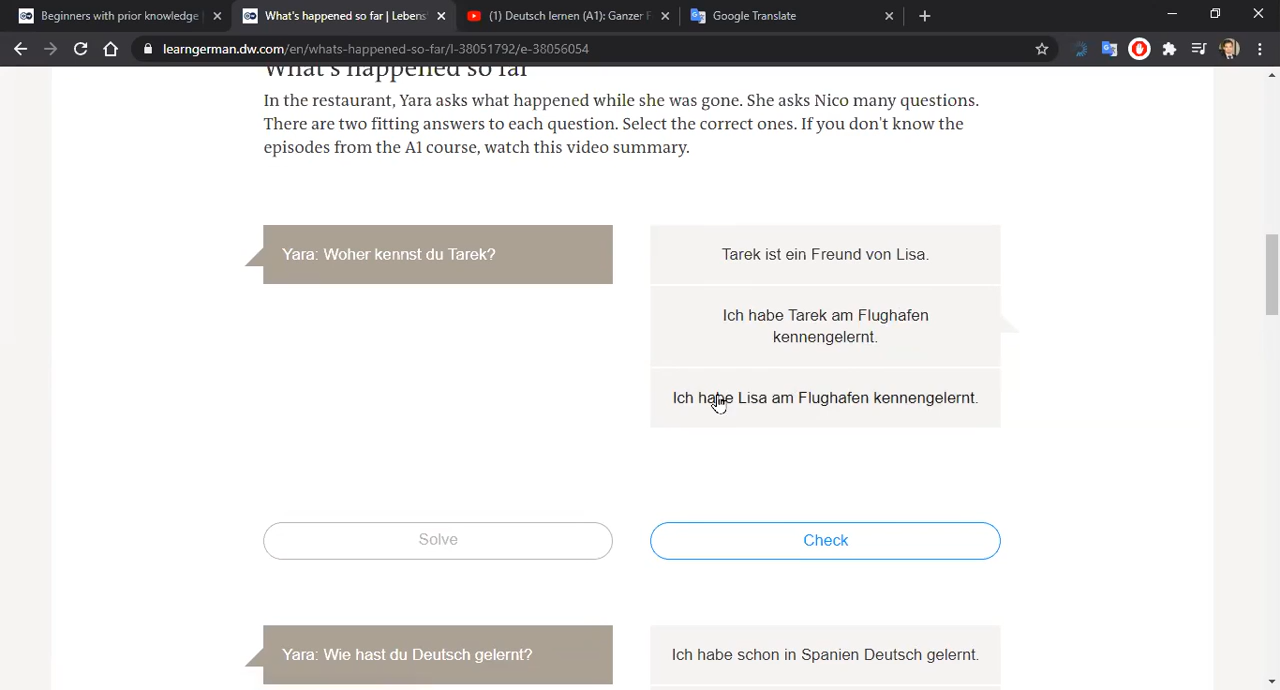 Beginners with prior knowledge
What's happened so far | Lebens
(1) Deutsch lernen (A1): Ganzer F
Google Translate
learngerman.dw.com/en/whats-happened-so-far/l-38051792/e-38056054
What's happened so far
In the restaurant, Yara asks what happened while she was gone. She asks Nico many questions.
There are two fitting answers to each question. Select the correct ones. If you don't know the
episodes from the A1 course, watch this video summary.
Yara: Woher kennst du Tarek?
Tarek ist ein Freund von Lisa.
Ich habe Tarek am Flughafen
kennengelernt.
Ich habe Lisa am Flughafen kennengelernt.
Solve
Check
Yara: Wie hast du Deutsch gelernt?
Ich habe schon in Spanien Deutsch gelernt.